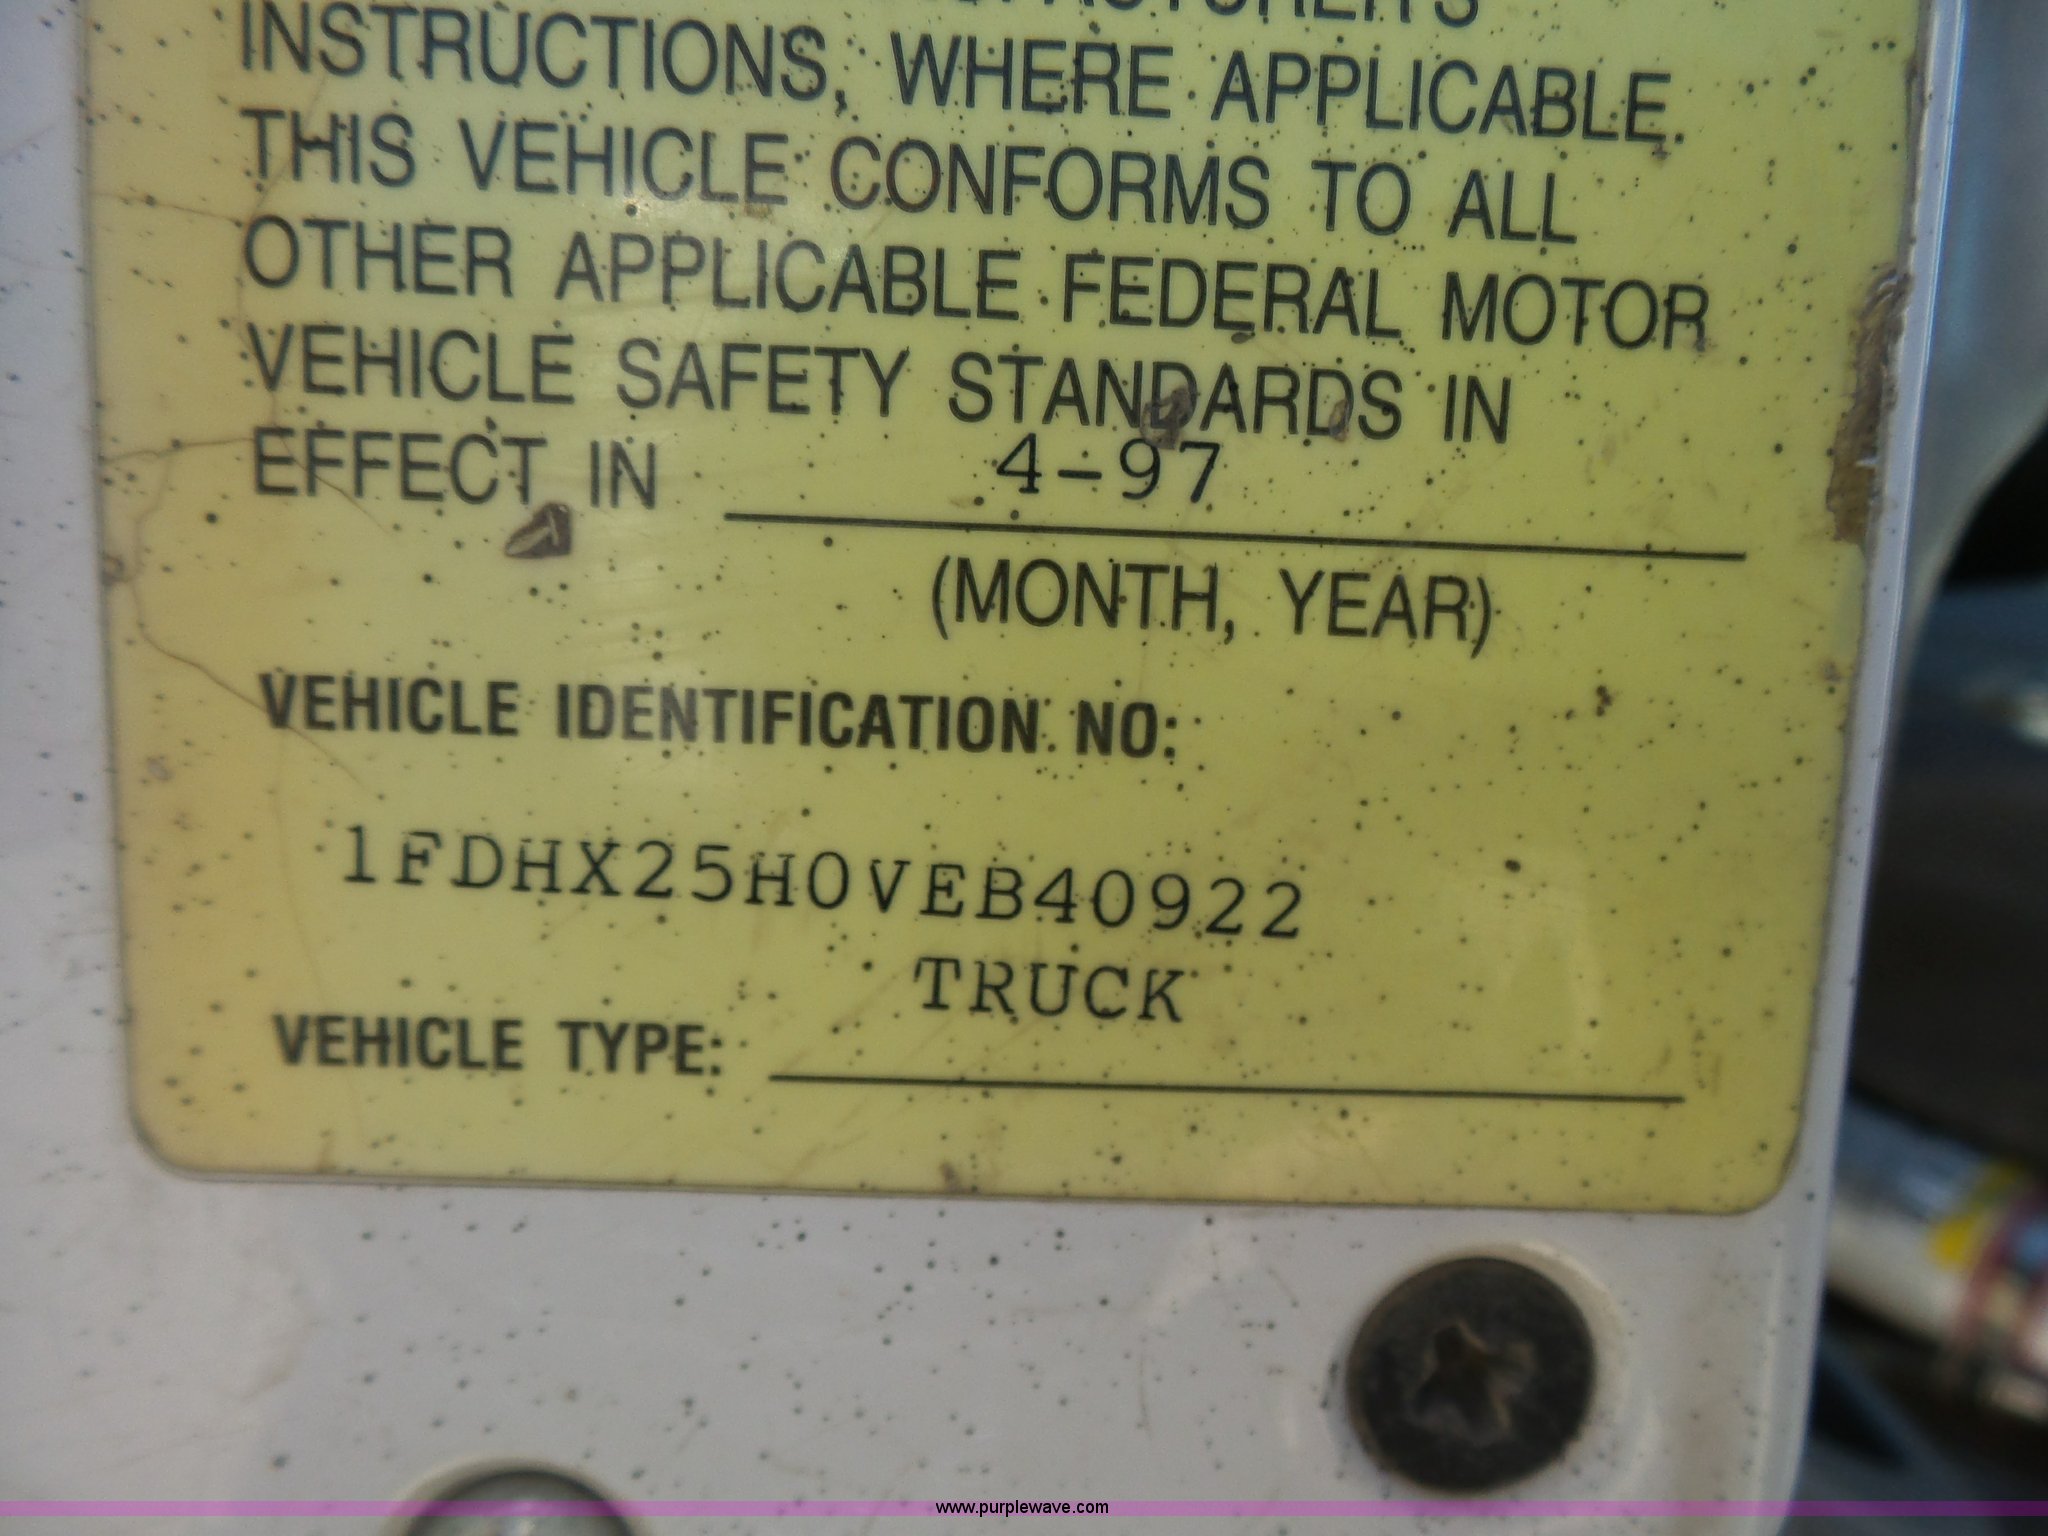 INSTRUCTIONS, WHERE APPLICABLE.
THIS VEHICLE CONFORMS TO ALL
OTHER APPLICABLE FEDERAL MOTOR
VEHICLE SAFETY STANDARDS IN
EFFECT IN 4-97
(MONTH, YEAR)
VEHICLE IDENTIFICATION NO:
1FDHX25H0VEB40922
TRUCK
VEHICLE TYPE:
www.purplewave.com